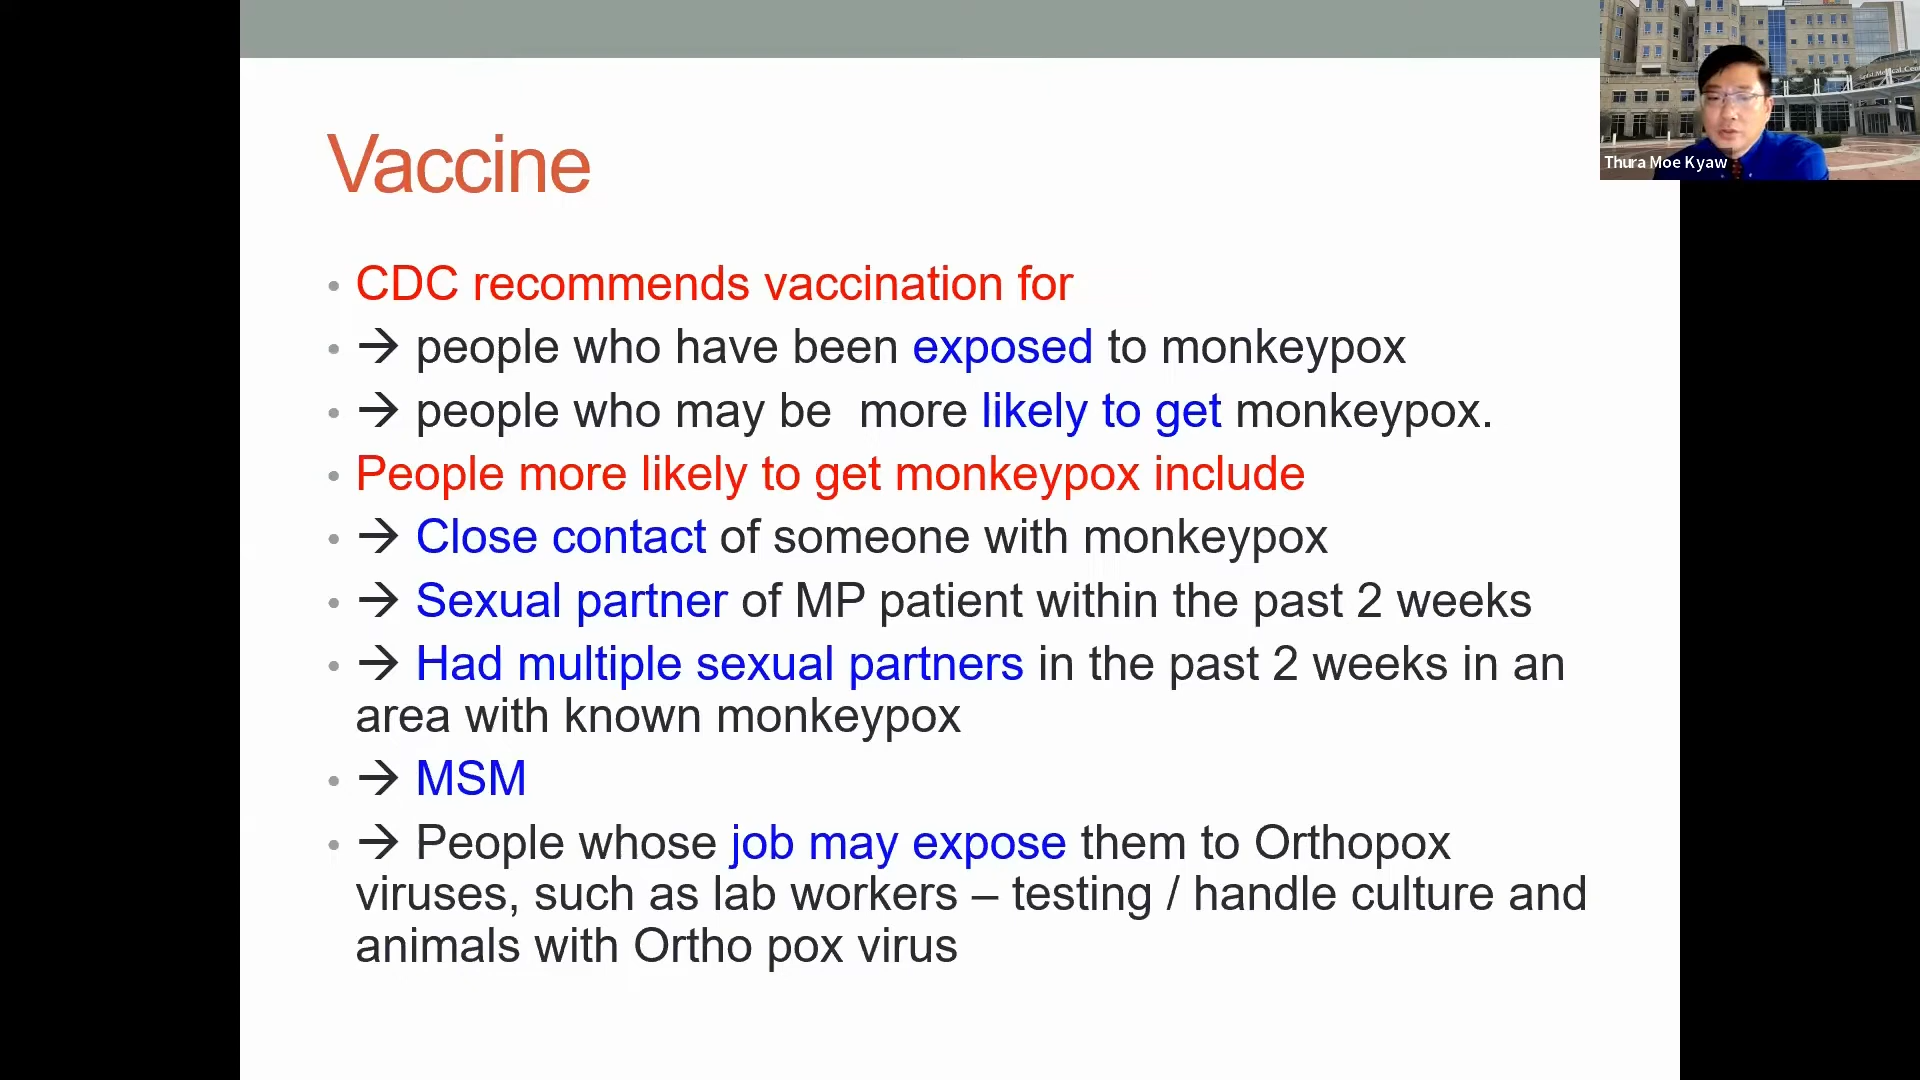 Vaccine
• CDC recommends vaccination for
• → people who have been exposed to monkeypox
• → people who may be  more likely to get monkeypox.
• People more likely to get monkeypox include
• → Close contact of someone with monkeypox
• → Sexual partner of MP patient within the past 2 weeks
• → Had multiple sexual partners in the past 2 weeks in an
area with known monkeypox
• → MSM
• → People whose job may expose them to Orthopox
viruses, such as lab workers – testing / handle culture and
animals with Ortho pox virus
Thura Moe Kyaw